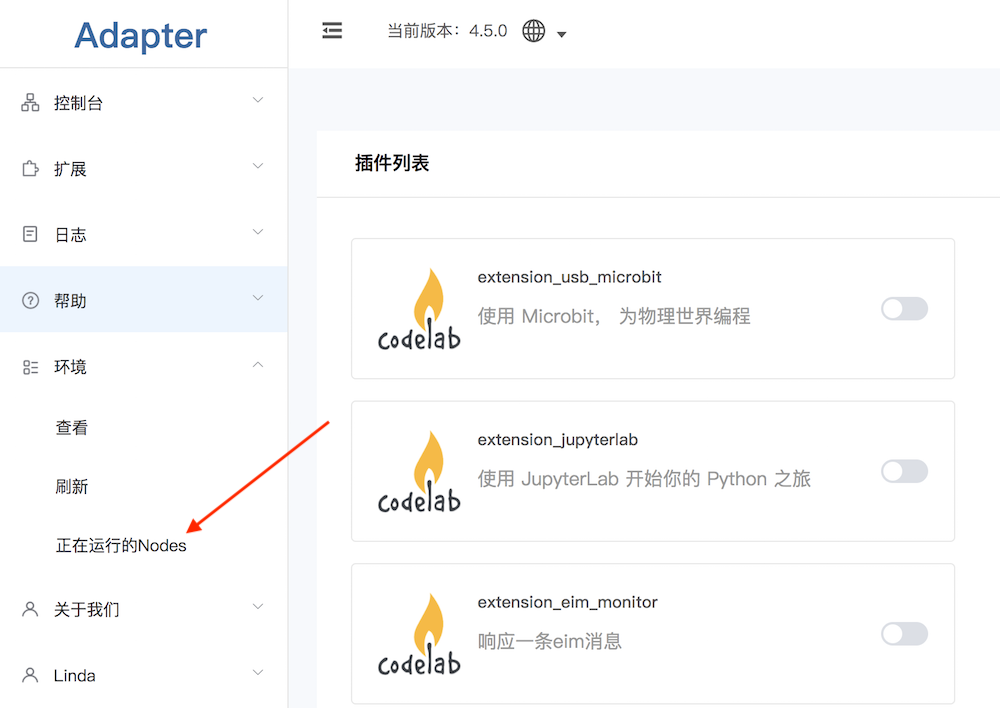 Adapter
当前版本：4.5.0
控制台
扩展
日志
帮助
环境
查看
刷新
正在运行的Nodes
关于我们
Linda
插件列表
codelab
extension_usb_microbit
使用 Microbit， 为物理世界编程
codelab
extension_jupyterlab
使用 JupyterLab 开始你的 Python 之旅
codelab
extension_eim_monitor
响应一条eim消息